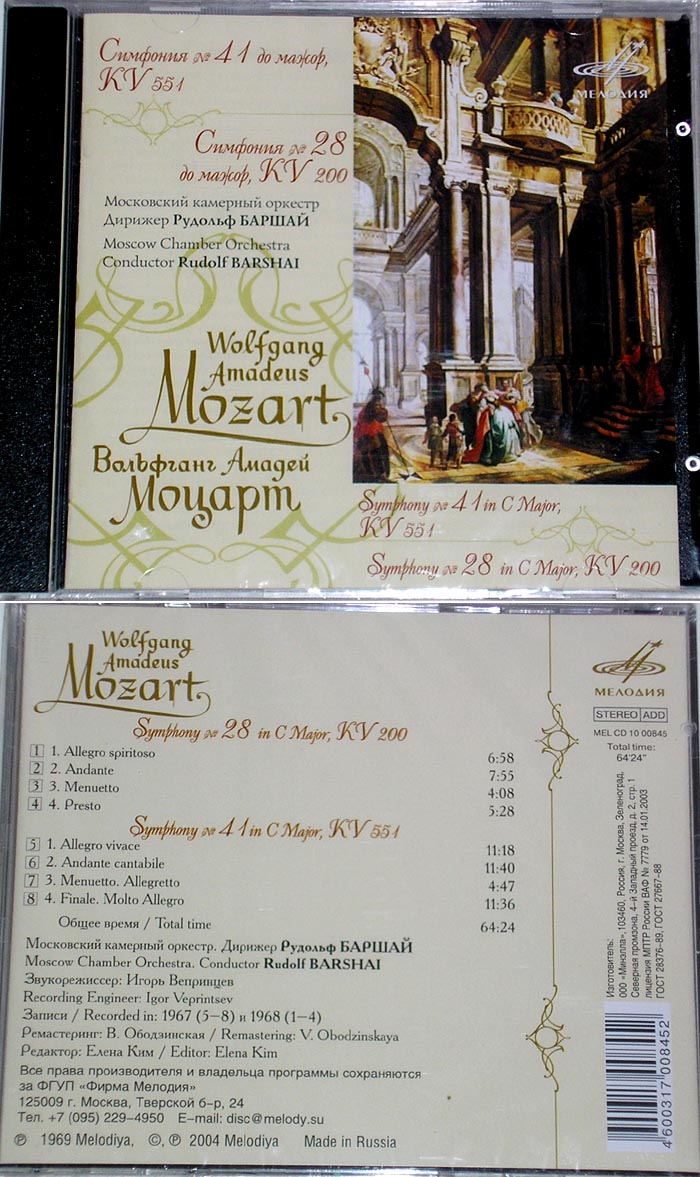 Симфония № 41 до мажор,
KV 551
Симфония № 28
до мажор, KV 200
Московский камерный оркестр
Дирижер Рудольф БАРШАЙ
Moscow Chamber Orchestra
Conductor Rudolf BARSHAI
Wolfgang
Amadeus
Mozart
Вольфганг Амадей
Моцарт
МЕЛОДИЯ
Symphony № 41 in C Major,
KV 551
Symphony № 28 in C Major, KV 200
Wolfgang
Amadeus
Mozart
Symphony № 28 in C Major, KV 200
1 1. Allegro spiritoso 6:58
2 2. Andante 7:55
3 3. Menuetto 4:08
4 4. Presto 5:28
Symphony № 41 in C Major, KV 551
5 1. Allegro vivace 11:18
6 2. Andante cantabile 11:40
7 3. Menuetto. Allegretto 4:47
8 4. Finale. Molto Allegro 11:36
Общее время / Total time 64:24
Московский камерный оркестр. Дирижер Рудольф БАРШАЙ
Moscow Chamber Orchestra. Conductor Rudolf BARSHAI
Звукорежиссер: Игорь Вепринцев
Recording Engineer: Igor Veprintsev
Записи / Recorded in: 1967 (5–8) и 1968 (1–4)
Ремастеринг: В. Ободзинская / Remastering: V. Obodzinskaya
Редактор: Елена Ким / Editor: Elena Kim
Все права производителя и владельца программы сохраняются
за ФГУП «Фирма Мелодия»
125009 г. Москва, Тверской б-р, 24
Тел. +7 (095) 229–4950 E–mail: disc@melody.su
℗ 1969 Melodiya, ©, ℗ 2004 Melodiya Made in Russia
МЕЛОДИЯ
STEREO ADD
MEL CD 10 00845
Total time:
64'24"
Изготовитель:
ООО «Минэлла», 103460, Россия, г. Москва, Зеленоград,
Северная промзона, 4–й Западный проезд, д. 2, стр. 1
лицензия МПТР России ВАФ № 7779 от 14.01.2003
ГОСТ 28376–89, ГОСТ 27667–88
4600317008452